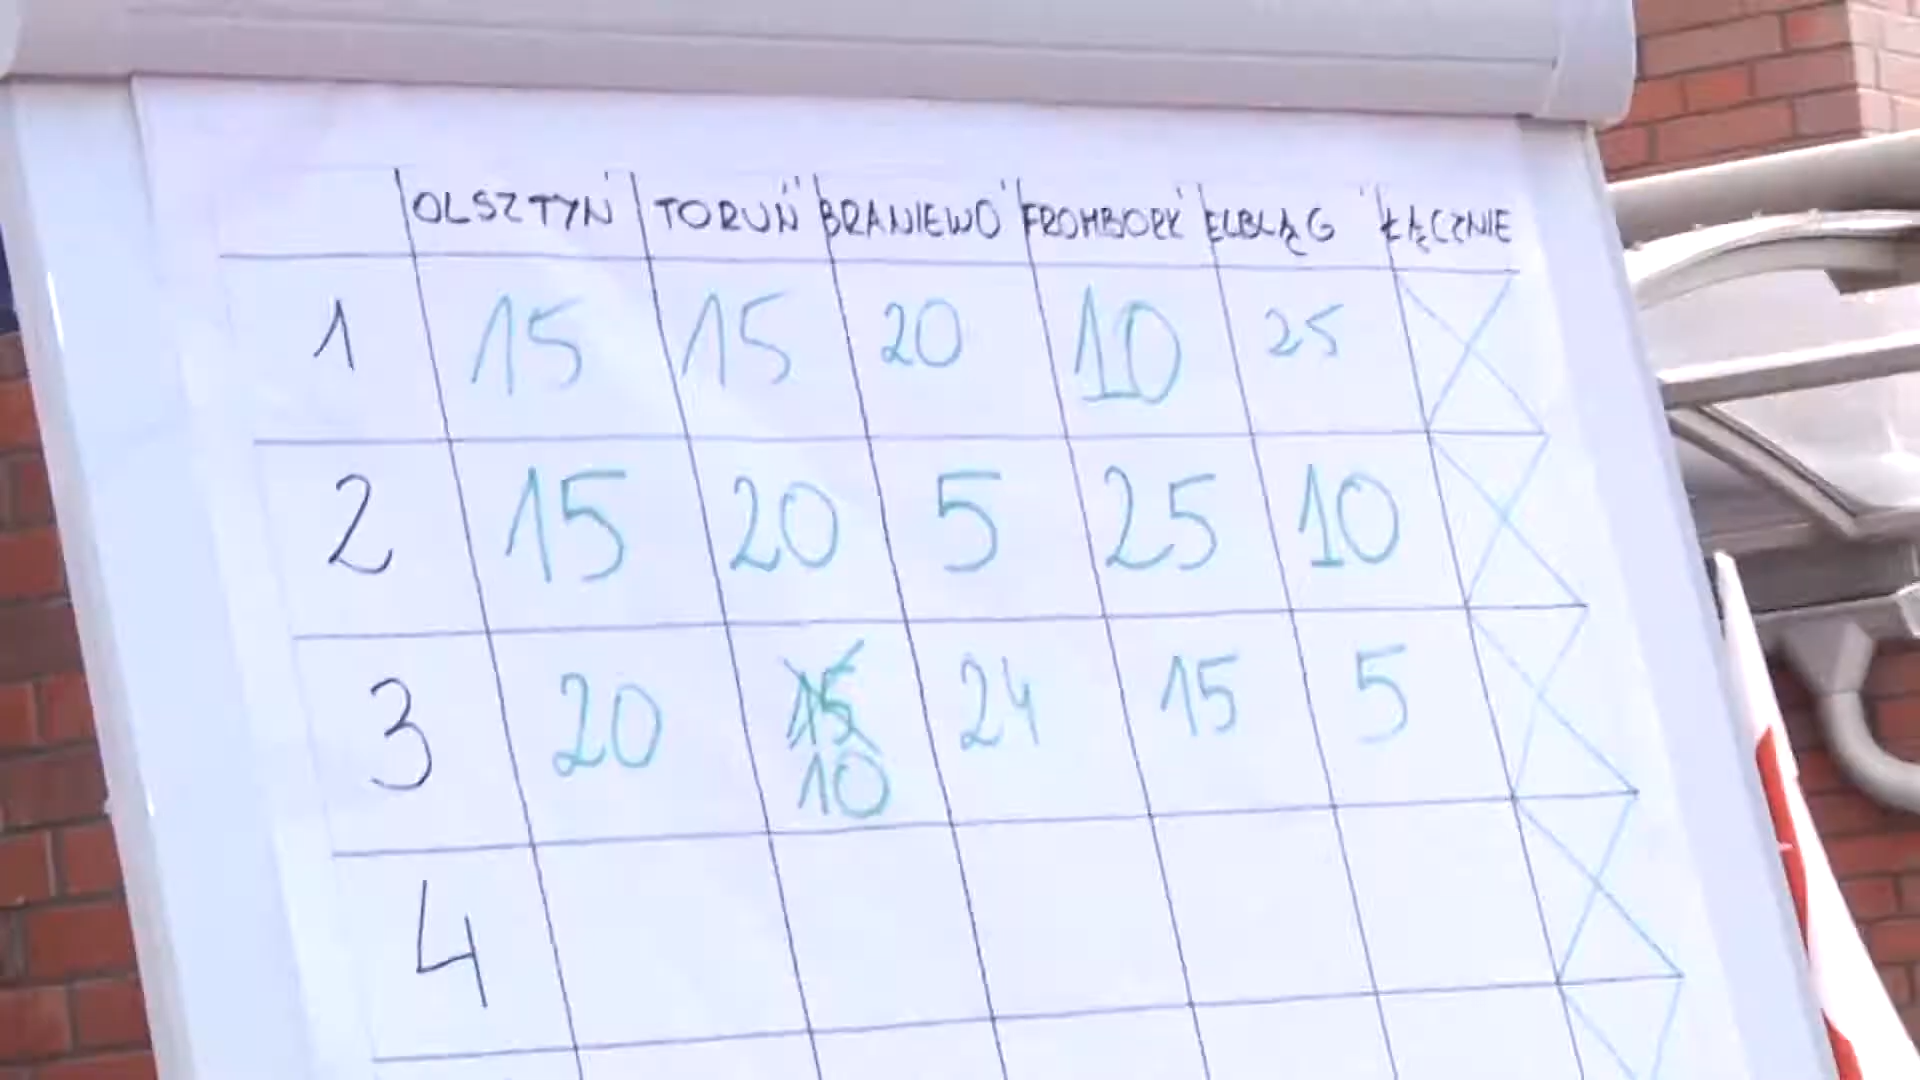 OLSZTYN TORUŃ BRANIEWO FROMBORK ELBLĄG ŁĄCZNIE
1 15 15 20 10 25
2 15 20 5 25 10
3 20 15 24 15 5
10
4